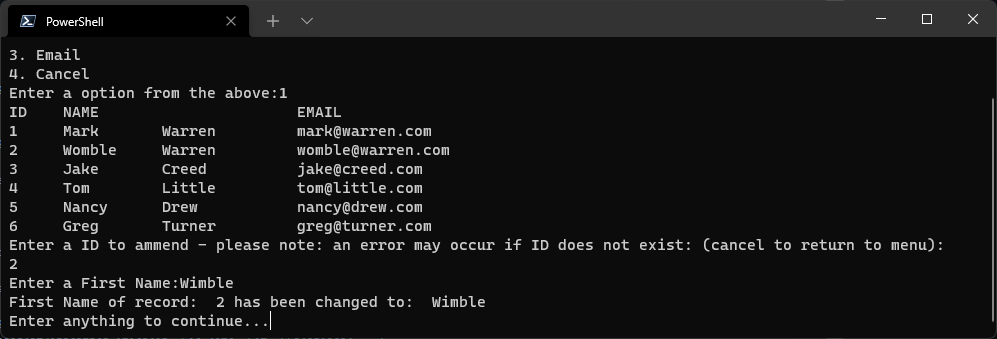 PowerShell
3. Email
4. Cancel
Enter a option from the above:1
ID NAME EMAIL
1 Mark Warren mark@warren.com
2 Womble Warren womble@warren.com
3 Jake Creed jake@creed.com
4 Tom Little tom@little.com
5 Nancy Drew nancy@drew.com
6 Greg Turner greg@turner.com
Enter a ID to ammend - please note: an error may occur if ID does not exist: (cancel to return to menu):
2
Enter a First Name:Wimble
First Name of record:  2 has been changed to:  Wimble
Enter anything to continue...